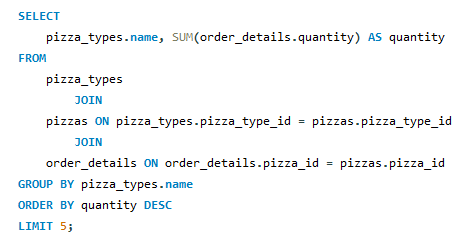 SELECT
    pizza_types.name, SUM(order_details.quantity) AS quantity
FROM
    pizza_types
        JOIN
    pizzas ON pizza_types.pizza_type_id = pizzas.pizza_type_id
        JOIN
    order_details ON order_details.pizza_id = pizzas.pizza_id
GROUP BY pizza_types.name
ORDER BY quantity DESC
LIMIT 5;